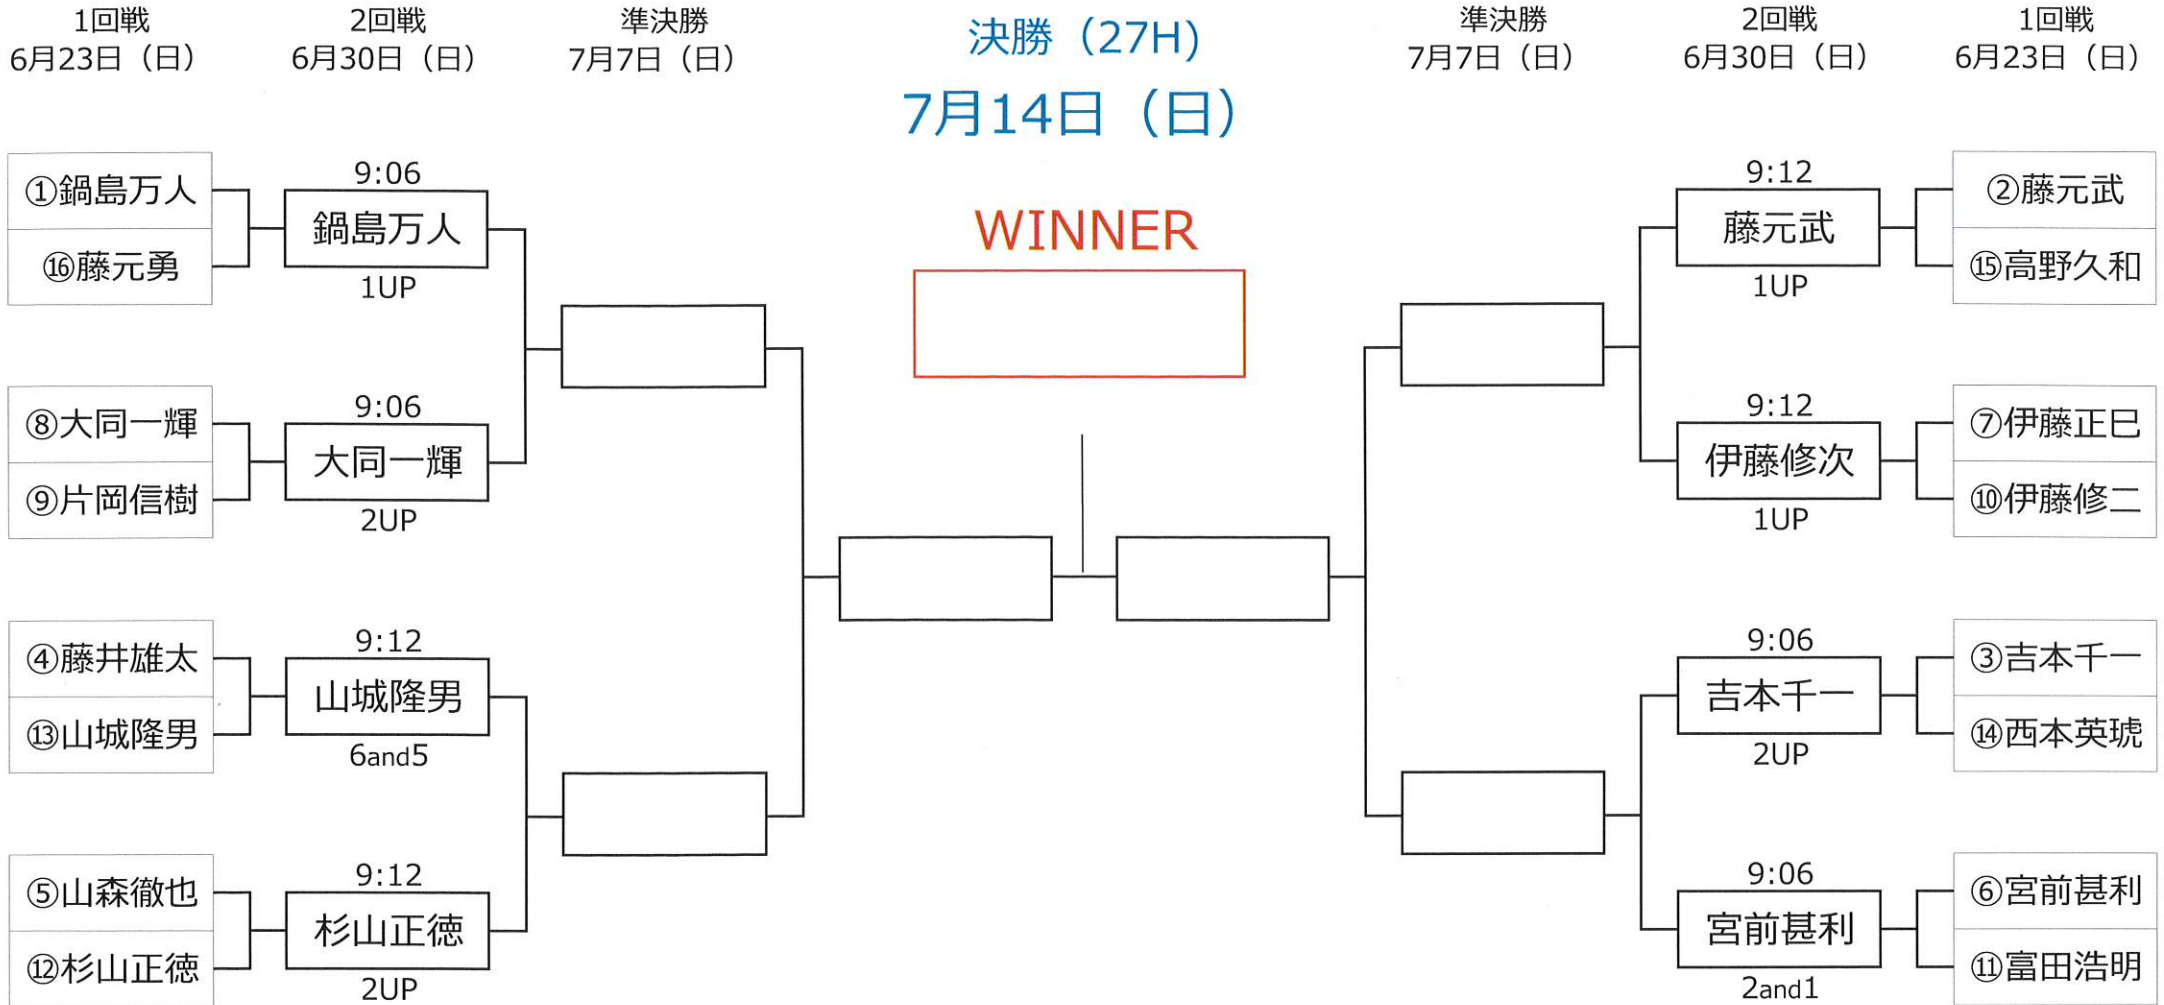 1回戦
6月23日（日）
2回戦
6月30日（日）
準決勝
7月7日（日）
決勝（27H)
7月14日（日）
準決勝
7月7日（日）
2回戦
6月30日（日）
1回戦
6月23日（日）
WINNER
①鍋島万人
⑯藤元勇
9:06
鍋島万人
1UP
⑧大同一輝
⑨片岡信樹
9:06
大同一輝
2UP
④藤井雄太
⑬山城隆男
9:12
山城隆男
6and5
⑤山森徹也
⑫杉山正徳
9:12
杉山正徳
2UP
9:12
藤元武
1UP
②藤元武
⑮高野久和
9:12
伊藤修次
1UP
⑦伊藤正巳
⑩伊藤修二
9:06
吉本千一
2UP
③吉本千一
⑭西本英琥
9:06
宮前甚利
2and1
⑥宮前甚利
⑪富田浩明